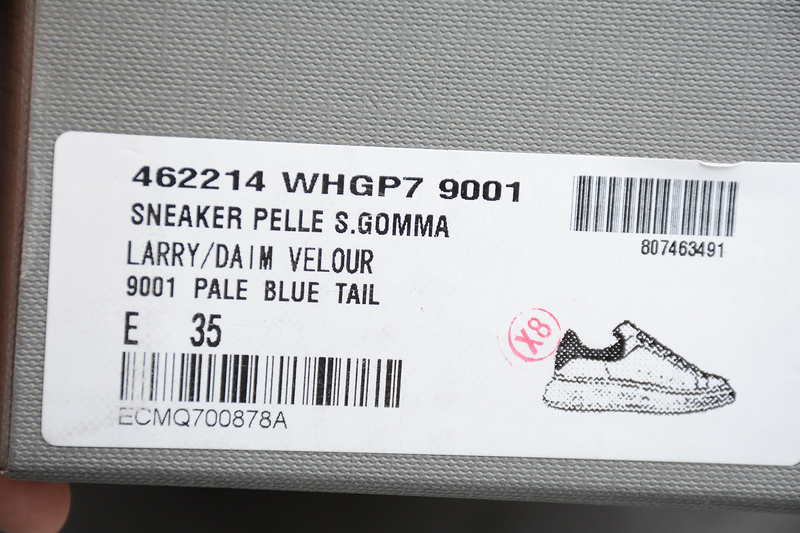 462214 WHGP7 9001
SNEAKER PELLE S.GOMMA
LARRY/DAIM VELOUR
9001 PALE BLUE TAIL
E 35
ECMQ700878A
807463491
X8